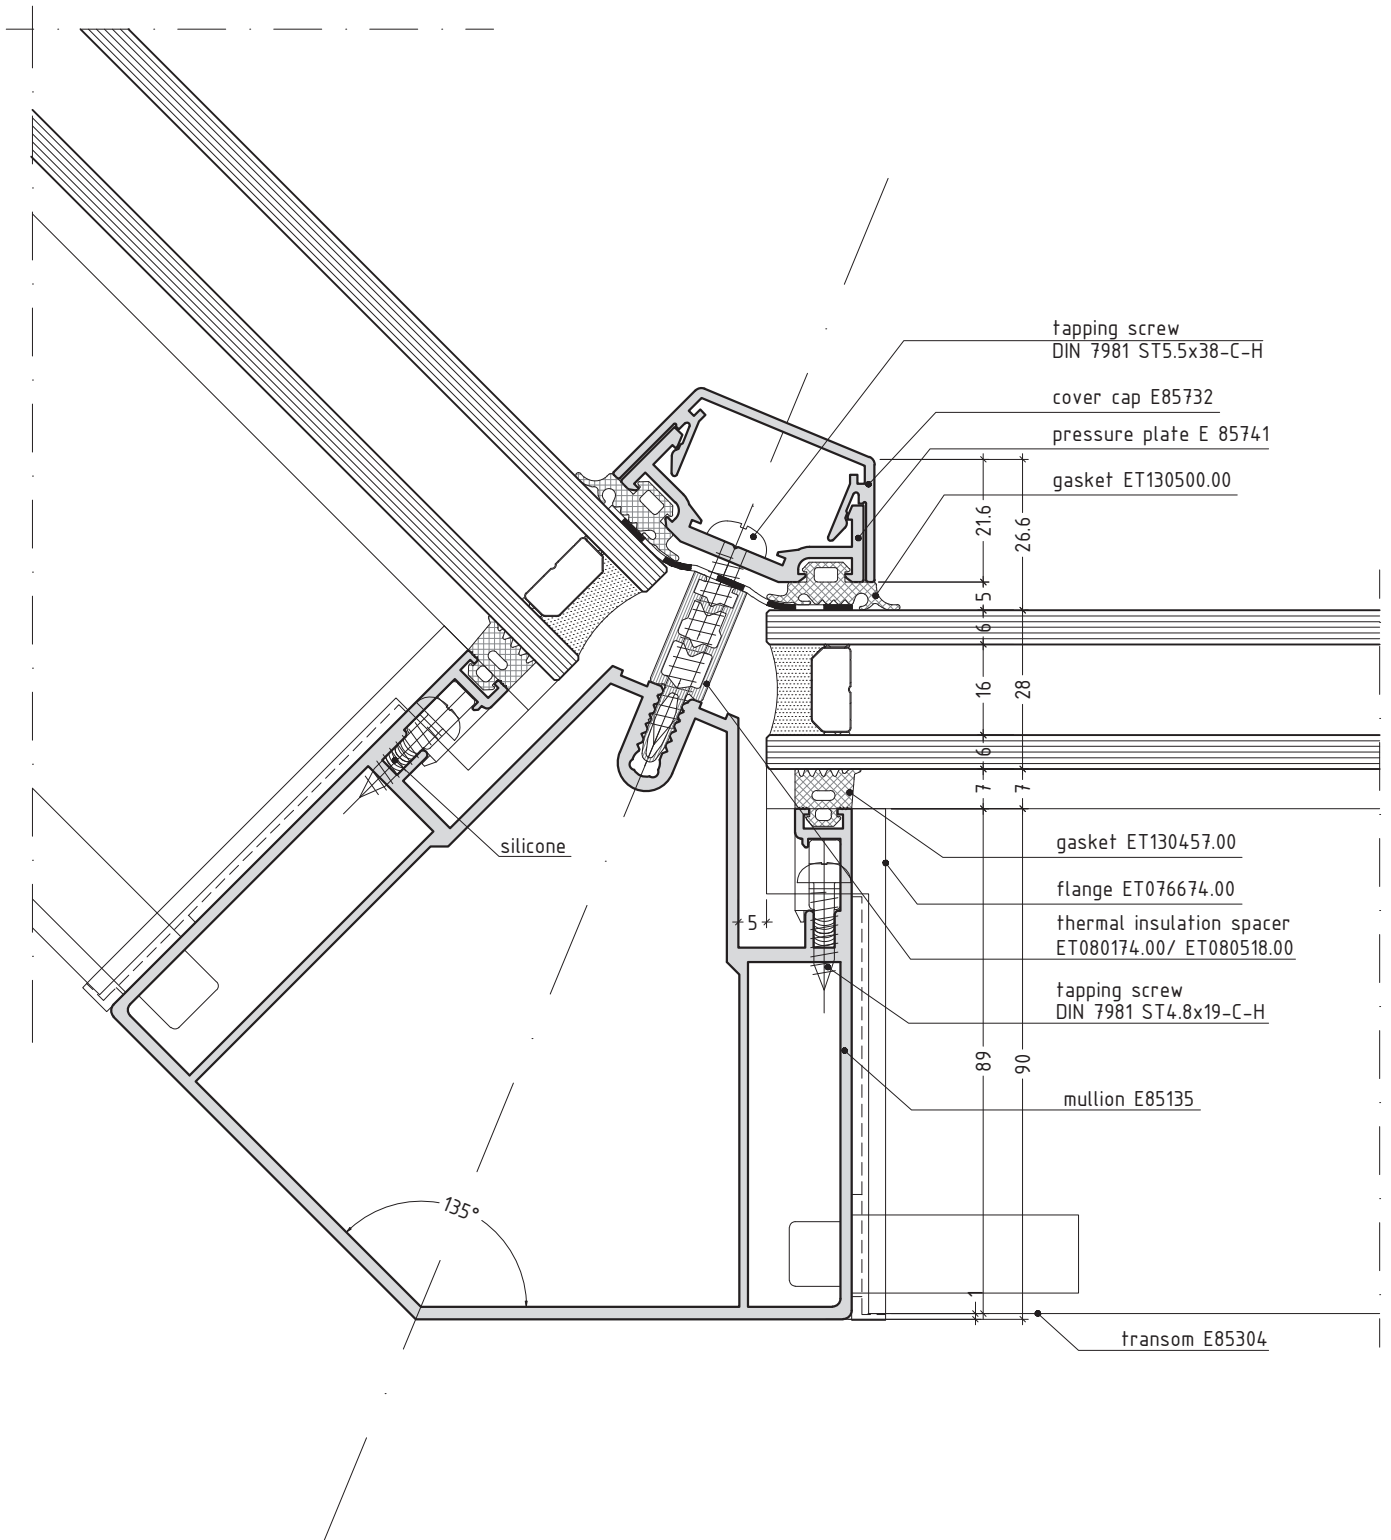 tapping screw
DIN 7981 ST5.5x38-C-H
cover cap E85732
pressure plate E 85741
gasket ET130500.00
21.6
26.6
5
6
16
28
6
7
7
silicone
gasket ET130457.00
flange ET076674.00
5
thermal insulation spacer
ET080174.00/ ET080518.00
tapping screw
DIN 7981 ST4.8x19-C-H
89
90
mullion E85135
135°
1
transom E85304